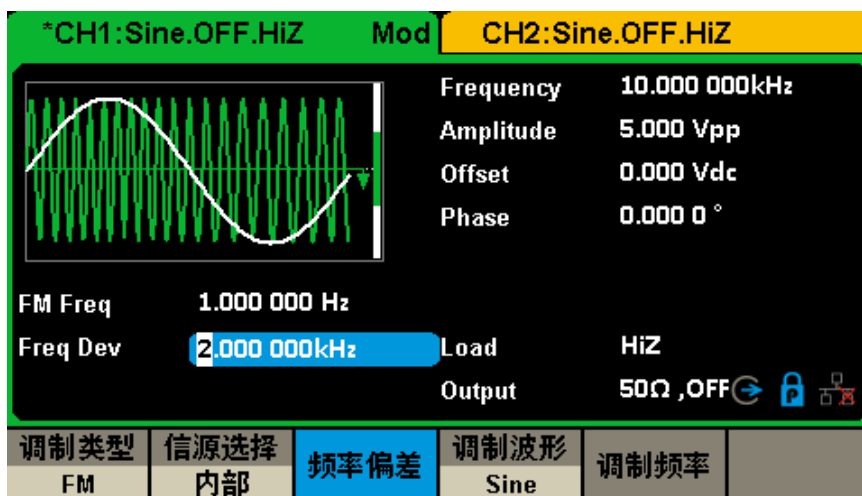 *CH1:Sine.OFF.HiZ Mod CH2:Sine.OFF.HiZ
Frequency 10.000 000kHz
Amplitude 5.000 Vpp
Offset 0.000 Vdc
Phase 0.000 0 °
FM Freq 1.000 000 Hz
Freq Dev 2.000 000kHz
Load HiZ
Output 50Ω ,OFF P
调制类型 信源选择 频率偏差 调制波形 调制频率
FM 内部 Sine